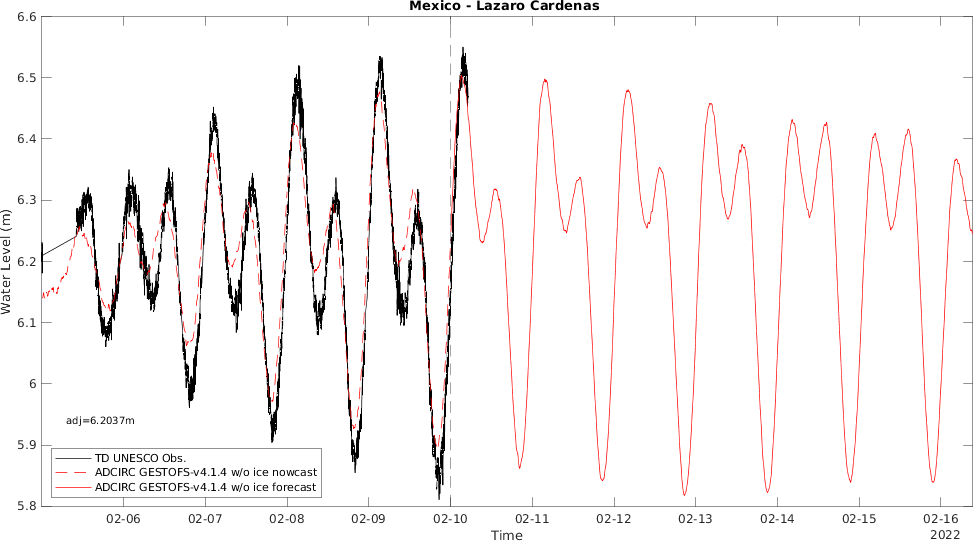 Mexico - Lazaro Cardenas
6.6
6.5
6.4
6.3
6.2
6.1
6
5.9
5.8
Water Level (m)
adj=6.2037m
TD UNESCO Obs.
ADCIRC GESTOFS-v4.1.4 w/o ice nowcast
ADCIRC GESTOFS-v4.1.4 w/o ice forecast
02-06 02-07 02-08 02-09 02-10 02-11 02-12 02-13 02-14 02-15 02-16
Time
2022